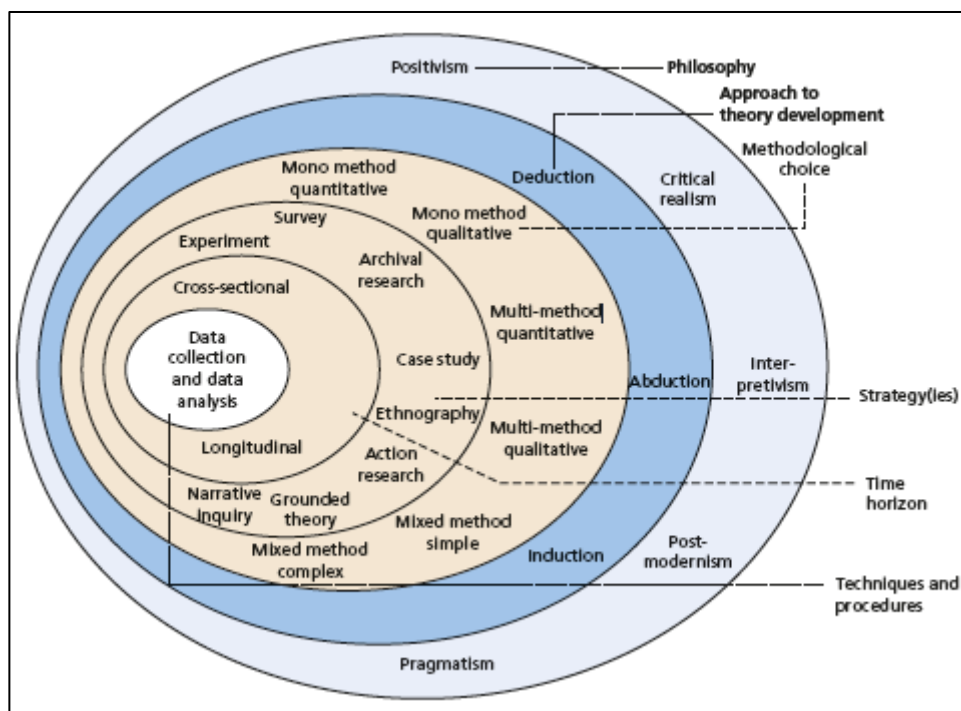 Positivism
Philosophy
Approach to
theory development
Methodological
choice
Deduction
Critical
realism
Mono method
quantitative
Mono method
qualitative
Survey
Experiment
Archival
research
Cross-sectional
Multi-method
quantitative
Data
collection
and data
analysis
Case study
Inter-
pretivism
Abduction
Strategy(ies)
Ethnography
Multi-method
qualitative
Longitudinal
Action
research
Time
horizon
Narrative
inquiry
Grounded
theory
Mixed method
simple
Mixed method
complex
Induction
Post-
modernism
Techniques and
procedures
Pragmatism